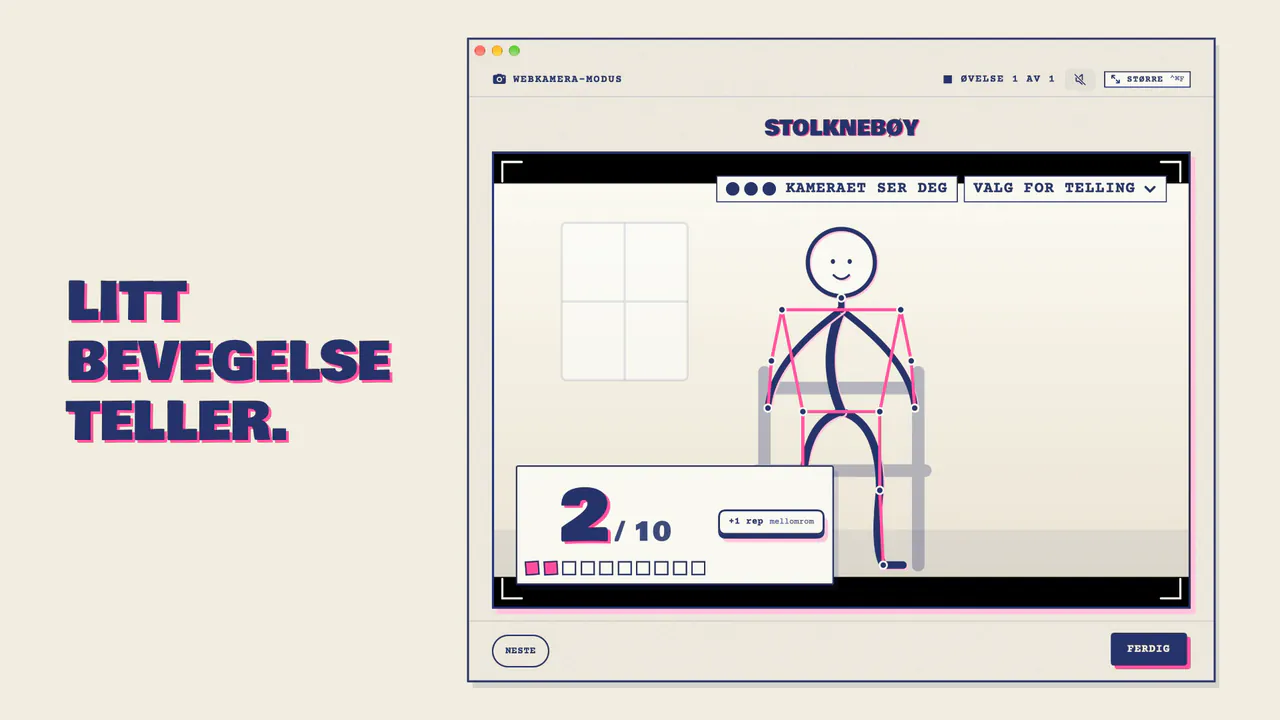 LITT
BEVEGELSE
TELLER.
WEBKAMERA-MODUS
ØVELSE 1 AV 1
STØRRE ⌃⌘F
STOLKNEBØY
KAMERAET SER DEG
VALG FOR TELLING
2 / 10
+1 rep mellomrom
NESTE
FERDIG